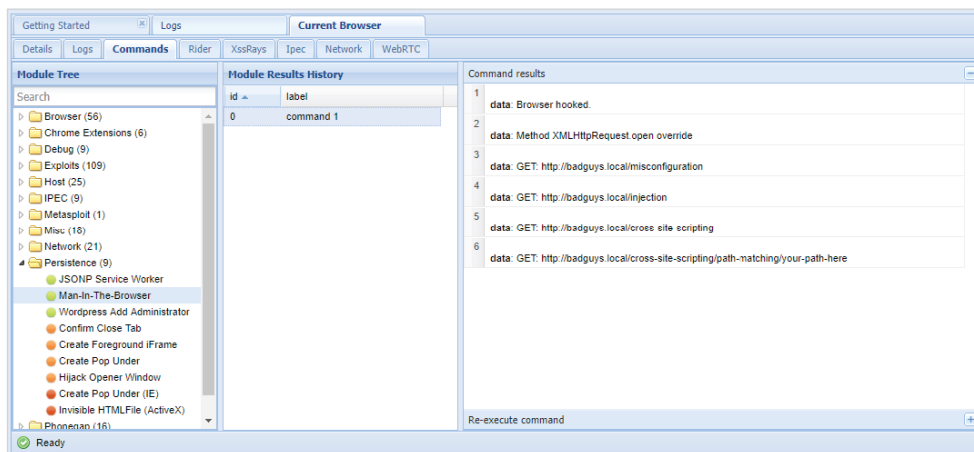 Getting Started Logs Current Browser
Details Logs Commands Rider XssRays Ipec Network WebRTC
Module Tree
Search
Browser (56)
Chrome Extensions (6)
Debug (9)
Exploits (109)
Host (25)
IPEC (9)
Metasploit (1)
Misc (18)
Network (21)
Persistence (9)
JSONP Service Worker
Man-In-The-Browser
Wordpress Add Administrator
Confirm Close Tab
Create Foreground iFrame
Create Pop Under
Hijack Opener Window
Create Pop Under (IE)
Invisible HTMLFile (ActiveX)
Phonegap (16)
Module Results History
id label
0 command 1
Command results
1
data: Browser hooked.
2
data: Method XMLHttpRequest.open override
3
data: GET: http://badguys.local/misconfiguration
4
data: GET: http://badguys.local/injection
5
data: GET: http://badguys.local/cross site scripting
6
data: GET: http://badguys.local/cross-site-scripting/path-matching/your-path-here
Re-execute command
Ready